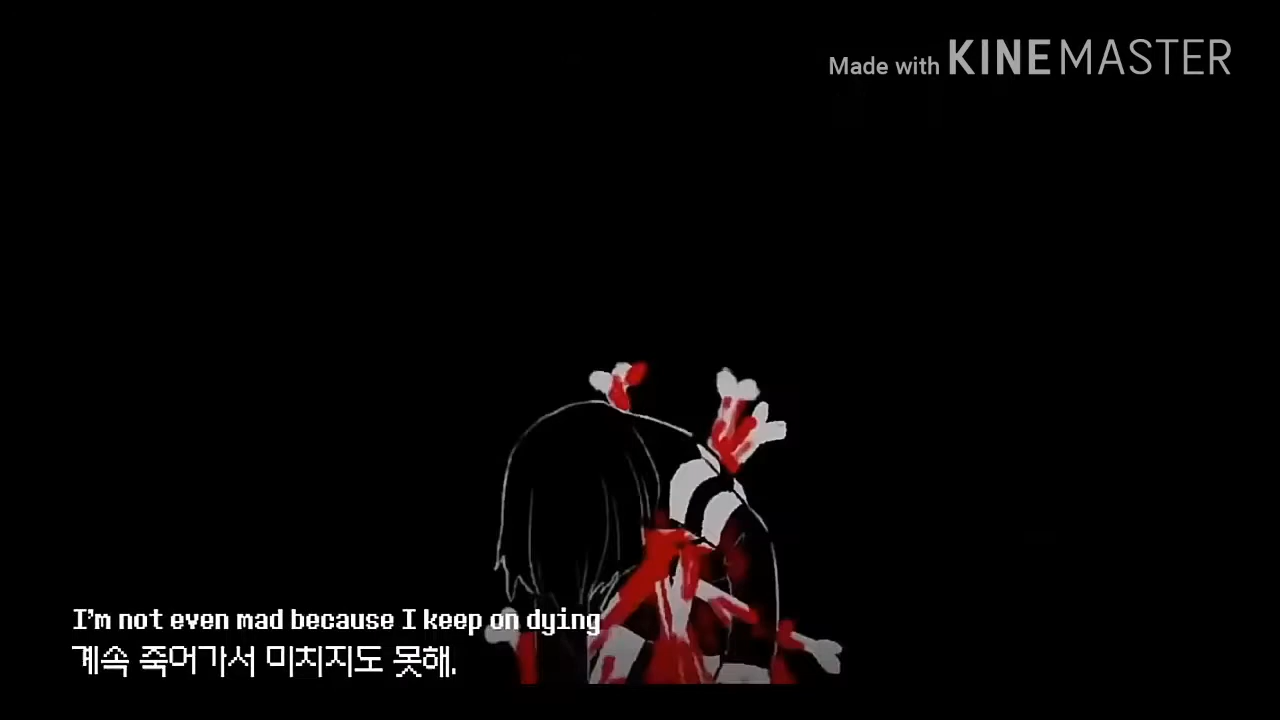 Made with KINEMASTER
I'm not even mad because I keep on dying
계속 죽어가서 미치지도 못해.